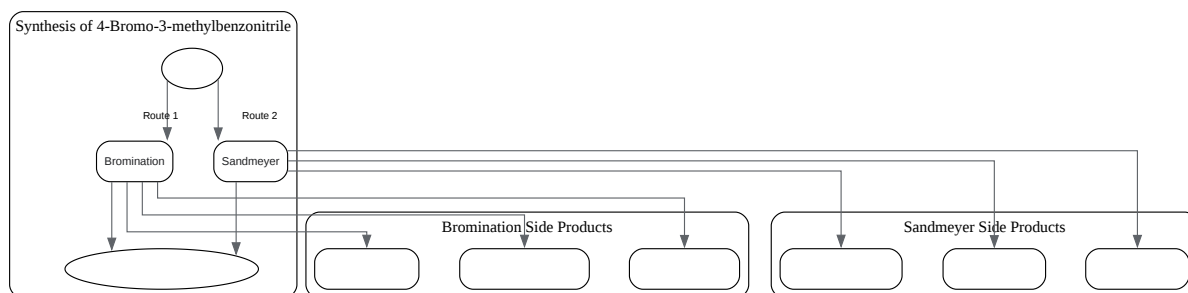 Synthesis of 4-Bromo-3-methylbenzonitrile
Route 1
Route 2
Bromination
Sandmeyer
Bromination Side Products
Sandmeyer Side Products